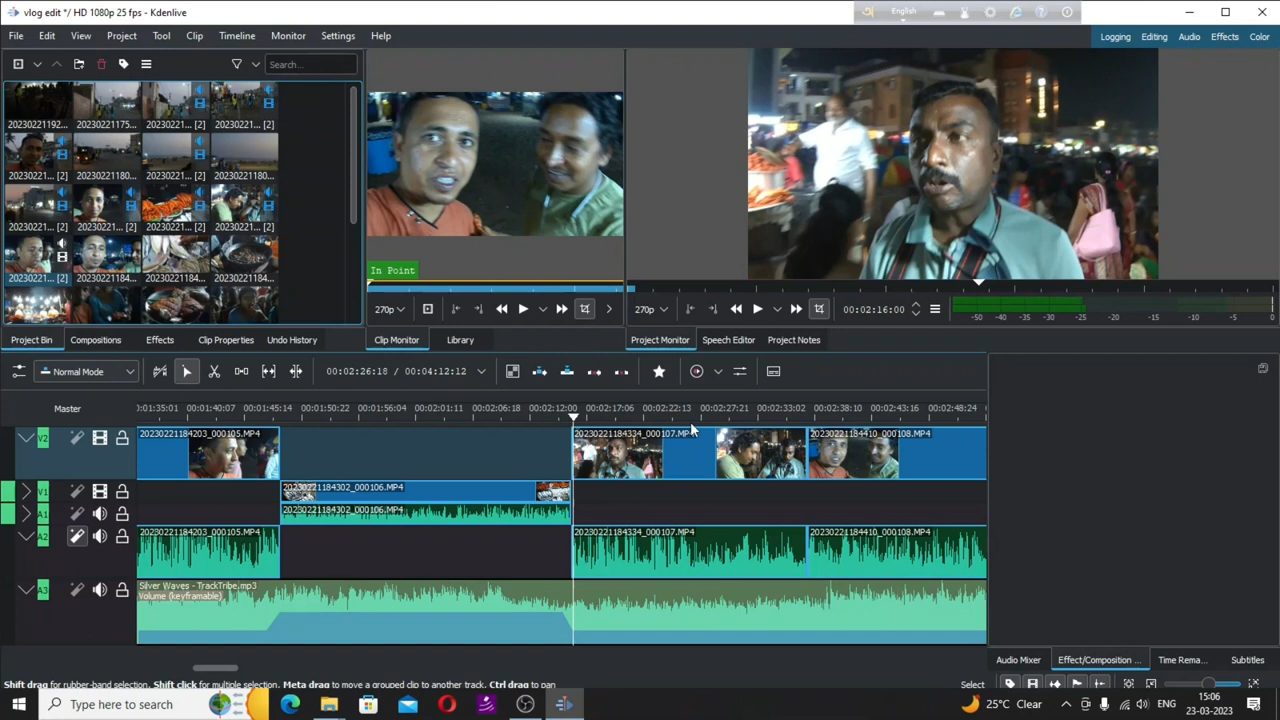 vlog edit */ HD 1080p 25 fps - Kdenlive
English
File Edit View Project Tool Clip Timeline Monitor Settings Help
Logging Editing Audio Effects Color
Search...
2023022119​2... 20230221175... 20230221... [2] 20230221... [2]
20230221... [2] 20230221180... 20230221... [2] 20230221180...
20230221... [2] 20230221... [2] 20230221... [2] 20230221... [2]
20230221... [2] 20230221184... 20230221184... 20230221184...
In Point
270p
270p
00:02:16:00
-50 -45 -40 -35 -30 -25 -20 -15 -10 -5 0
Project Bin Compositions Effects Clip Properties Undo History
Clip Monitor Library
Project Monitor Speech Editor Project Notes
Normal Mode
00:02:26:18 / 00:04:12:12
Master
00:01:35:01 00:01:40:07 00:01:45:14 00:01:50:22 00:01:56:04 00:02:01:11 00:02:06:18 00:02:12:00 00:02:17:06 00:02:22:13 00:02:27:21 00:02:33:02 00:02:38:10 00:02:43:16 00:02:48:24
V2
20230221184203_000105.MP4
20230221184334_000107.MP4
20230221184410_000108.MP4
V1
20230221184302_000106.MP4
A1
20230221184302_000106.MP4
A2
20230221184203_000105.MP4
20230221184334_000107.MP4
20230221184410_000108.MP4
A3
Silver Waves - TrackTribe.mp3
Volume (keyframable)
Audio Mixer Effect/Composition ... Time Rema... Subtitles
Shift drag for rubber-band selection, Shift click for multiple selection, Meta drag to move a grouped clip to another track, Ctrl drag to pan
Select
Type here to search
25°C Clear
ENG
15:06
23-03-2023